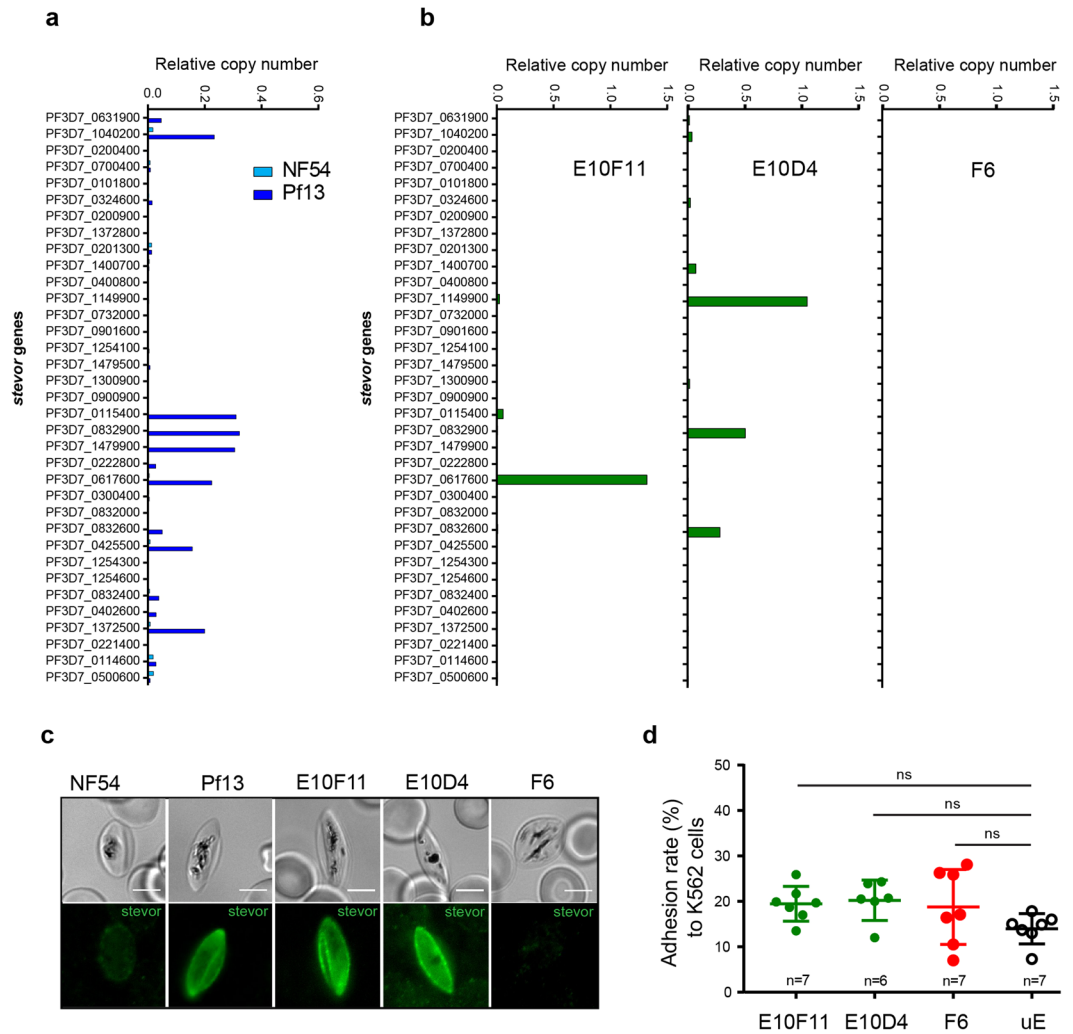 a
b
Relative copy number
0.0 0.2 0.4 0.6
NF54
Pf13
stevor genes
PF3D7_0631900
PF3D7_1040200
PF3D7_0200400
PF3D7_0700400
PF3D7_0101800
PF3D7_0324600
PF3D7_0200900
PF3D7_1372800
PF3D7_0201300
PF3D7_1400700
PF3D7_0400800
PF3D7_1149900
PF3D7_0732000
PF3D7_0901600
PF3D7_1254100
PF3D7_1479500
PF3D7_1300900
PF3D7_0900900
PF3D7_0115400
PF3D7_0832900
PF3D7_1479900
PF3D7_0222800
PF3D7_0617600
PF3D7_0300400
PF3D7_0832000
PF3D7_0832600
PF3D7_0425500
PF3D7_1254300
PF3D7_1254600
PF3D7_0832400
PF3D7_0402600
PF3D7_1372500
PF3D7_0221400
PF3D7_0114600
PF3D7_0500600
Relative copy number Relative copy number Relative copy number
0.0 0.5 1.0 1.5 0.0 0.5 1.0 1.5 0.0 0.5 1.0 1.5
E10F11 E10D4 F6
stevor genes
PF3D7_0631900
PF3D7_1040200
PF3D7_0200400
PF3D7_0700400
PF3D7_0101800
PF3D7_0324600
PF3D7_0200900
PF3D7_1372800
PF3D7_0201300
PF3D7_1400700
PF3D7_0400800
PF3D7_1149900
PF3D7_0732000
PF3D7_0901600
PF3D7_1254100
PF3D7_1479500
PF3D7_1300900
PF3D7_0900900
PF3D7_0115400
PF3D7_0832900
PF3D7_1479900
PF3D7_0222800
PF3D7_0617600
PF3D7_0300400
PF3D7_0832000
PF3D7_0832600
PF3D7_0425500
PF3D7_1254300
PF3D7_1254600
PF3D7_0832400
PF3D7_0402600
PF3D7_1372500
PF3D7_0221400
PF3D7_0114600
PF3D7_0500600
c
NF54 Pf13 E10F11 E10D4 F6
stevor stevor stevor stevor stevor
d
Adhesion rate (%)
to K562 cells
50
40
30
20
10
0
ns
ns
ns
n=7 n=6 n=7 n=7
E10F11 E10D4 F6 uE